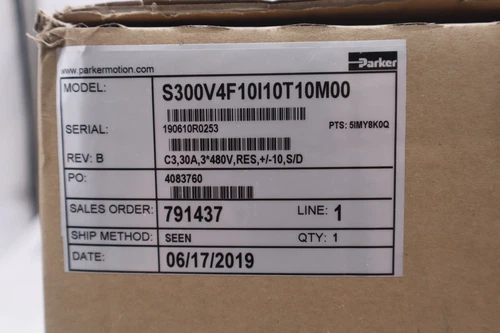 Parker
www.parkermotion.com
MODEL: S300V4F10I10T10M00
SERIAL: 190610R0253 PTS: 5IMY8K0Q
REV: B C3,30A,3*480V,RES,+/-10,S/D
PO: 4083760
SALES ORDER: 791437 LINE: 1
SHIP METHOD: SEEN QTY: 1
DATE: 06/17/2019